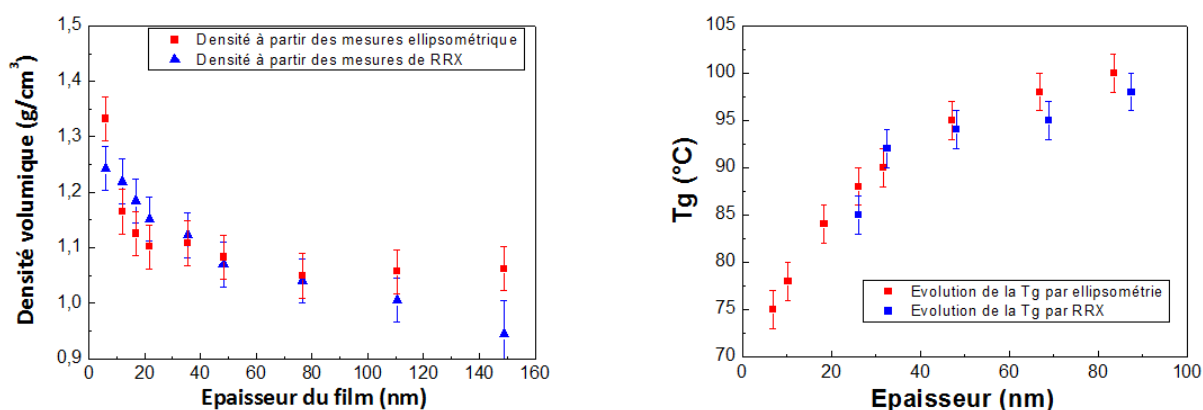 1,5
1,4
1,3
1,2
1,1
1,0
0,9
Densité volumique (g/cm³)
Densité à partir des mesures ellipsométrique
Densité à partir des mesures de RRX
0 20 40 60 80 100 120 140 160
Epaisseur du film (nm)
100
95
90
85
80
75
70
Tg (°C)
Evolution de la Tg par ellipsométrie
Evolution de la Tg par RRX
0 20 40 60 80 100
Epaisseur (nm)